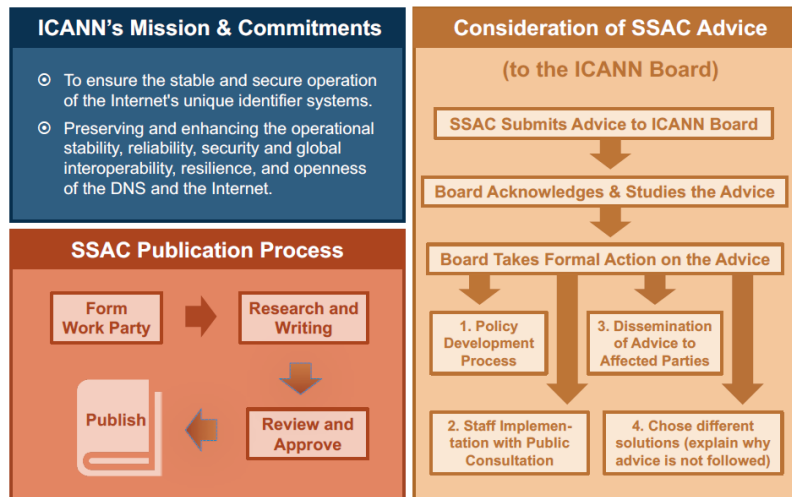 ICANN's Mission & Commitments
To ensure the stable and secure operation
of the Internet's unique identifier systems.
Preserving and enhancing the operational
stability, reliability, security and global
interoperability, resilience, and openness
of the DNS and the Internet.
SSAC Publication Process
Form
Work Party
Research and
Writing
Review and
Approve
Publish
Consideration of SSAC Advice
(to the ICANN Board)
SSAC Submits Advice to ICANN Board
Board Acknowledges & Studies the Advice
Board Takes Formal Action on the Advice
1. Policy
Development
Process
3. Dissemination
of Advice to
Affected Parties
2. Staff Implemen-
tation with Public
Consultation
4. Chose different
solutions (explain why
advice is not followed)